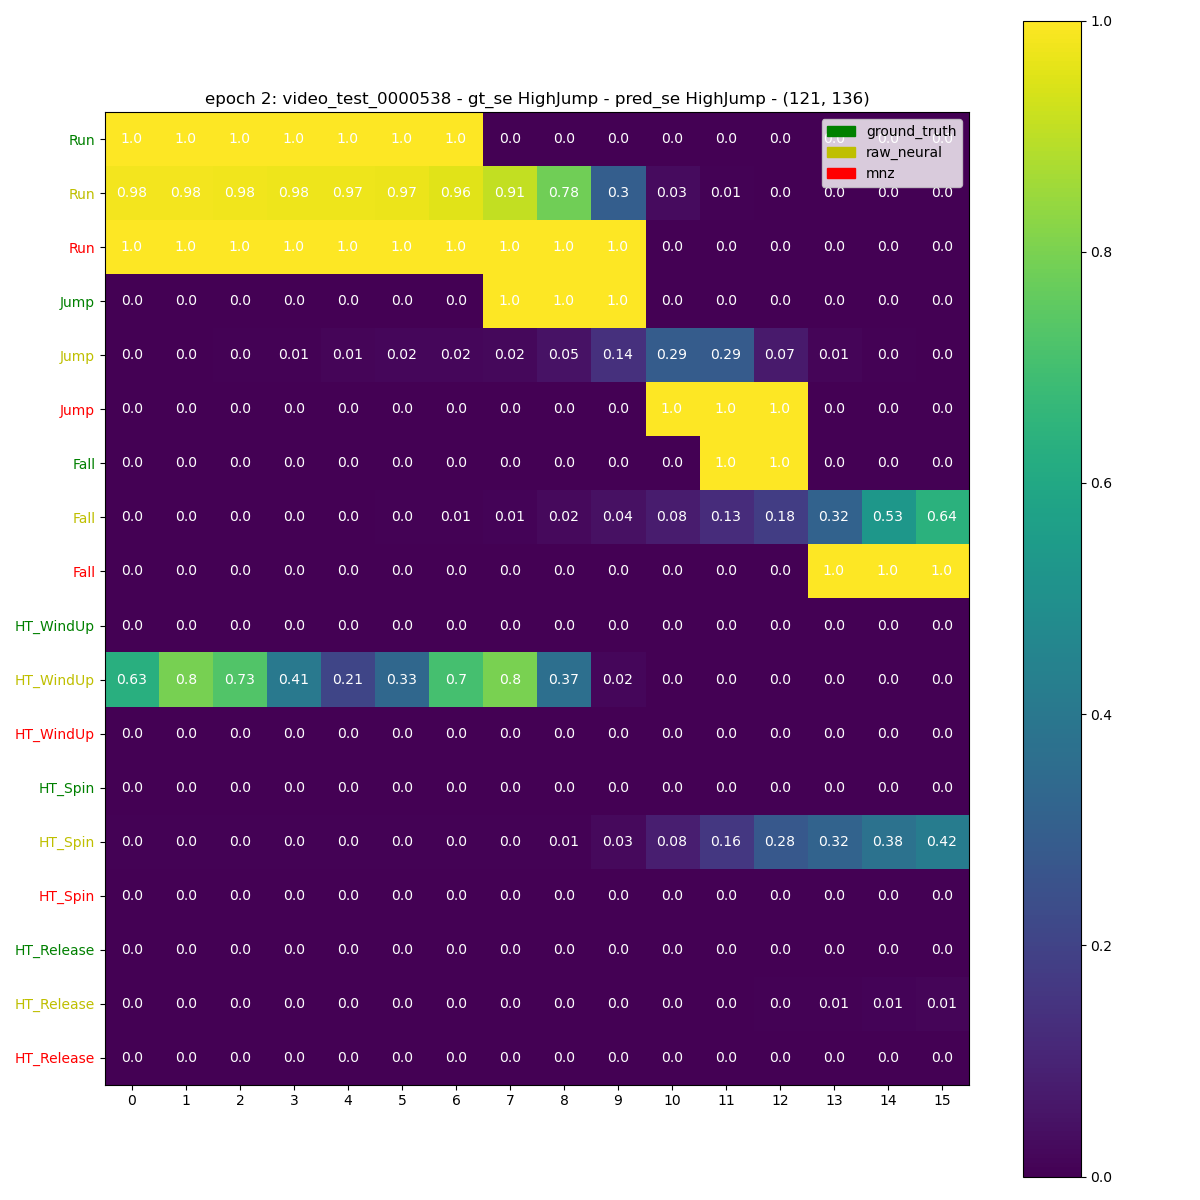 epoch 2: video_test_0000538 - gt_se HighJump - pred_se HighJump - (121, 136)
ground_truth
raw_neural
mnz
Run 1.0 1.0 1.0 1.0 1.0 1.0 1.0 0.0 0.0 0.0 0.0 0.0 0.0 0.0
Run 0.98 0.98 0.98 0.98 0.97 0.97 0.96 0.91 0.78 0.3 0.03 0.01 0.0 0.0 0.0 0.0
Run 1.0 1.0 1.0 1.0 1.0 1.0 1.0 1.0 1.0 1.0 0.0 0.0 0.0 0.0 0.0 0.0
Jump 0.0 0.0 0.0 0.0 0.0 0.0 0.0 1.0 1.0 1.0 0.0 0.0 0.0 0.0 0.0 0.0
Jump 0.0 0.0 0.0 0.01 0.01 0.02 0.02 0.02 0.05 0.14 0.29 0.29 0.07 0.01 0.0 0.0
Jump 0.0 0.0 0.0 0.0 0.0 0.0 0.0 0.0 0.0 0.0 1.0 1.0 1.0 0.0 0.0 0.0
Fall 0.0 0.0 0.0 0.0 0.0 0.0 0.0 0.0 0.0 0.0 0.0 1.0 1.0 0.0 0.0 0.0
Fall 0.0 0.0 0.0 0.0 0.0 0.0 0.01 0.01 0.02 0.04 0.08 0.13 0.18 0.32 0.53 0.64
Fall 0.0 0.0 0.0 0.0 0.0 0.0 0.0 0.0 0.0 0.0 0.0 0.0 0.0 1.0 1.0 1.0
HT_WindUp 0.0 0.0 0.0 0.0 0.0 0.0 0.0 0.0 0.0 0.0 0.0 0.0 0.0 0.0 0.0 0.0
HT_WindUp 0.63 0.8 0.73 0.41 0.21 0.33 0.7 0.8 0.37 0.02 0.0 0.0 0.0 0.0 0.0 0.0
HT_WindUp 0.0 0.0 0.0 0.0 0.0 0.0 0.0 0.0 0.0 0.0 0.0 0.0 0.0 0.0 0.0 0.0
HT_Spin 0.0 0.0 0.0 0.0 0.0 0.0 0.0 0.0 0.0 0.0 0.0 0.0 0.0 0.0 0.0 0.0
HT_Spin 0.0 0.0 0.0 0.0 0.0 0.0 0.0 0.0 0.01 0.03 0.08 0.16 0.28 0.32 0.38 0.42
HT_Spin 0.0 0.0 0.0 0.0 0.0 0.0 0.0 0.0 0.0 0.0 0.0 0.0 0.0 0.0 0.0 0.0
HT_Release 0.0 0.0 0.0 0.0 0.0 0.0 0.0 0.0 0.0 0.0 0.0 0.0 0.0 0.0 0.0 0.0
HT_Release 0.0 0.0 0.0 0.0 0.0 0.0 0.0 0.0 0.0 0.0 0.0 0.0 0.0 0.01 0.01 0.01
HT_Release 0.0 0.0 0.0 0.0 0.0 0.0 0.0 0.0 0.0 0.0 0.0 0.0 0.0 0.0 0.0 0.0
0 1 2 3 4 5 6 7 8 9 10 11 12 13 14 15
1.0
0.8
0.6
0.4
0.2
0.0